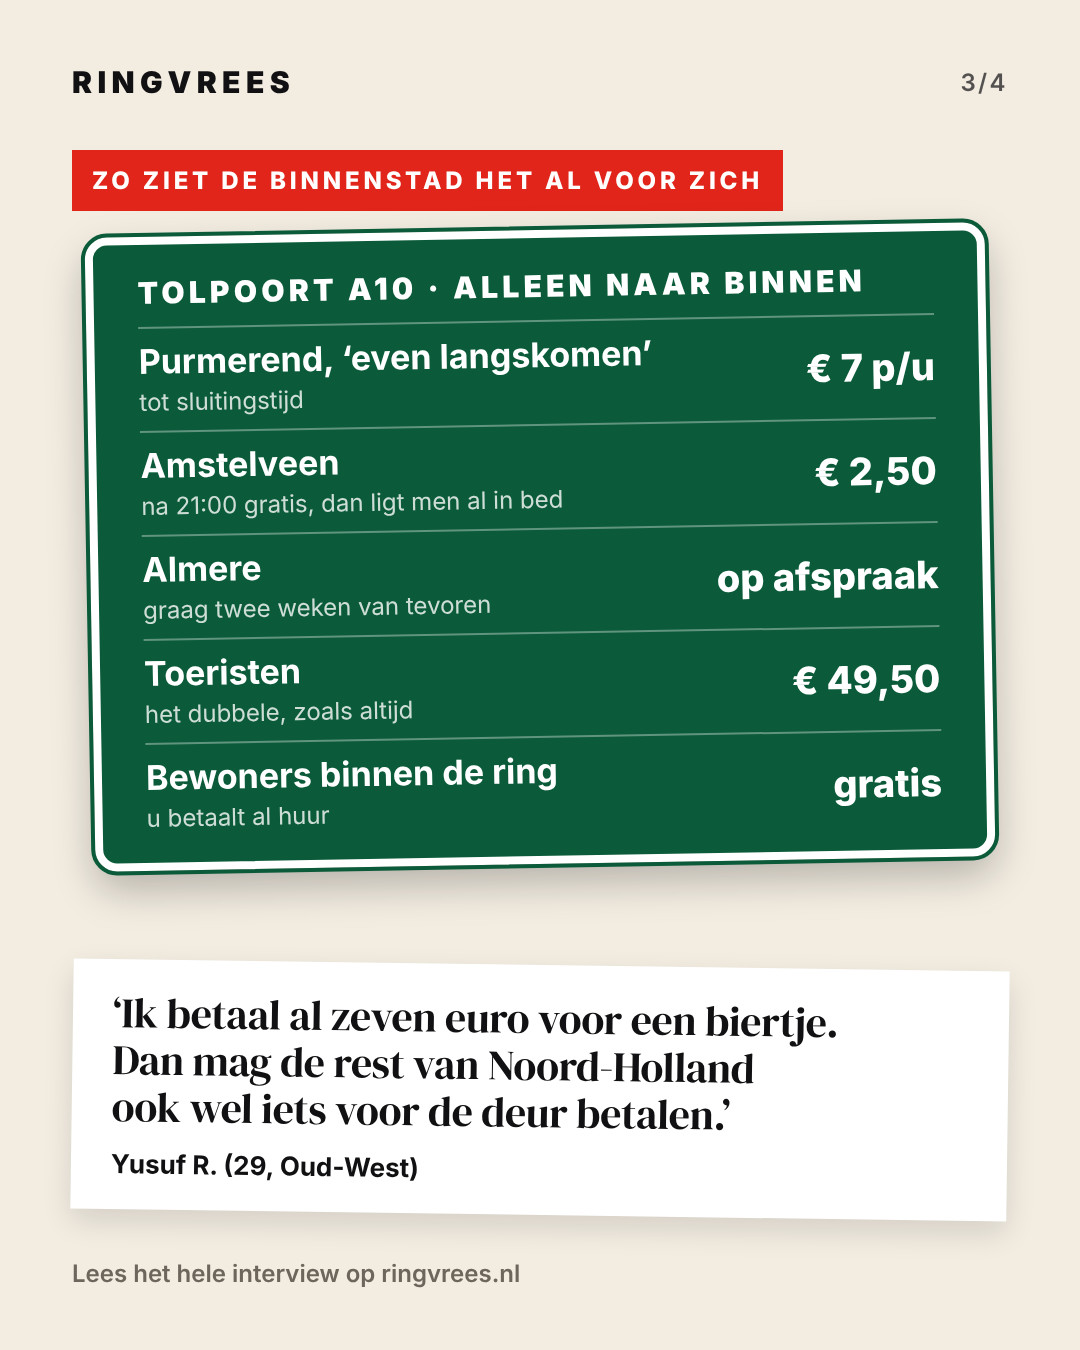 RINGVREES
3/4
ZO ZIET DE BINNENSTAD HET AL VOOR ZICH
TOLPOORT A10 · ALLEEN NAAR BINNEN
Purmerend, ‘even langskomen’
€ 7 p/u
tot sluitingstijd
Amstelveen
€ 2,50
na 21:00 gratis, dan ligt men al in bed
Almere
op afspraak
graag twee weken van tevoren
Toeristen
€ 49,50
het dubbele, zoals altijd
Bewoners binnen de ring
gratis
u betaalt al huur
‘Ik betaal al zeven euro voor een biertje.
Dan mag de rest van Noord-Holland
ook wel iets voor de deur betalen.’
Yusuf R. (29, Oud-West)
Lees het hele interview op ringvrees.nl